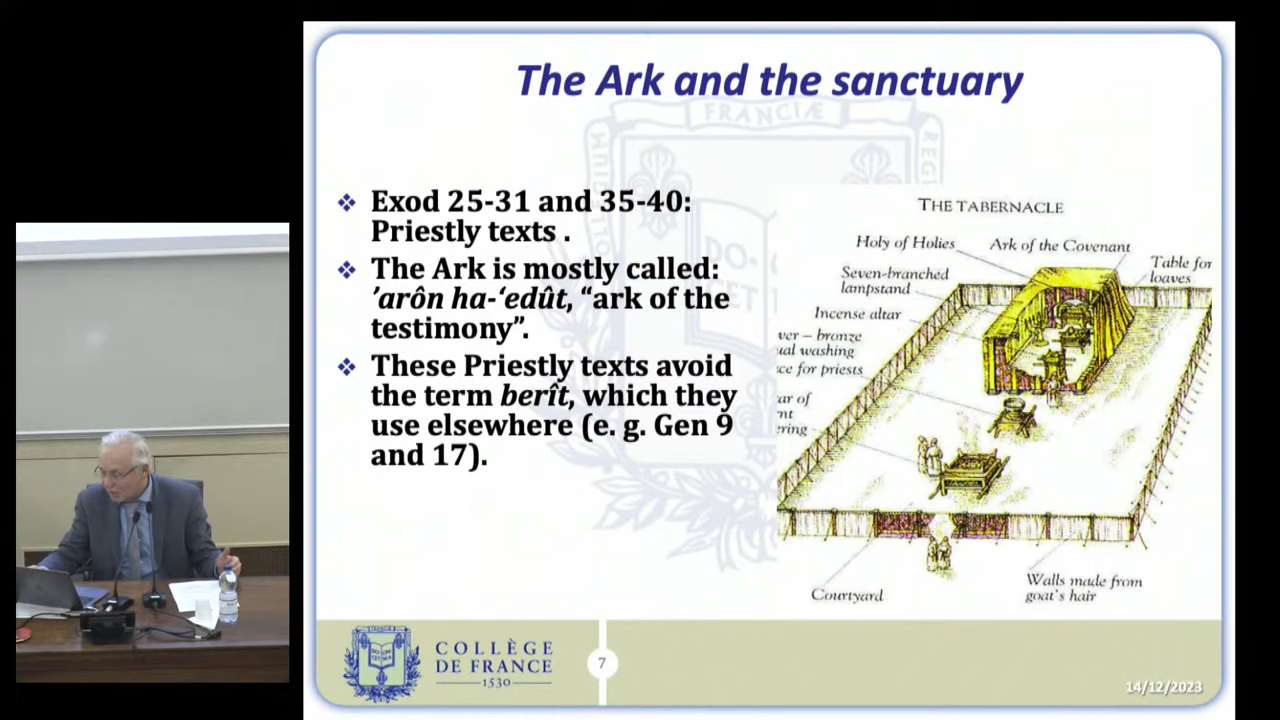 The Ark and the sanctuary
Exod 25-31 and 35-40:
Priestly texts .
The Ark is mostly called:
’arôn ha-‘edût, “ark of the
testimony”.
These Priestly texts avoid
the term berît, which they
use elsewhere (e. g. Gen 9
and 17).
THE TABERNACLE
Holy of Holies
Ark of the Covenant
Table for
loaves
Seven-branched
lampstand
Incense altar
ver – bronze
ual washing
ce for priests
ar of
nt
ering
Courtyard
Walls made from
goat's hair
FRANCIÆ
COLLÈGE
DE FRANCE
1530
7
14/12/2023